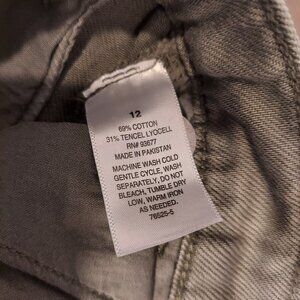 12
69% COTTON
31% TENCEL LYOCELL
RN# 93677
MADE IN PAKISTAN
MACHINE WASH COLD
GENTLE CYCLE, WASH
SEPARATELY, DO NOT
BLEACH, TUMBLE DRY
LOW, WARM IRON
AS NEEDED.
76525-5